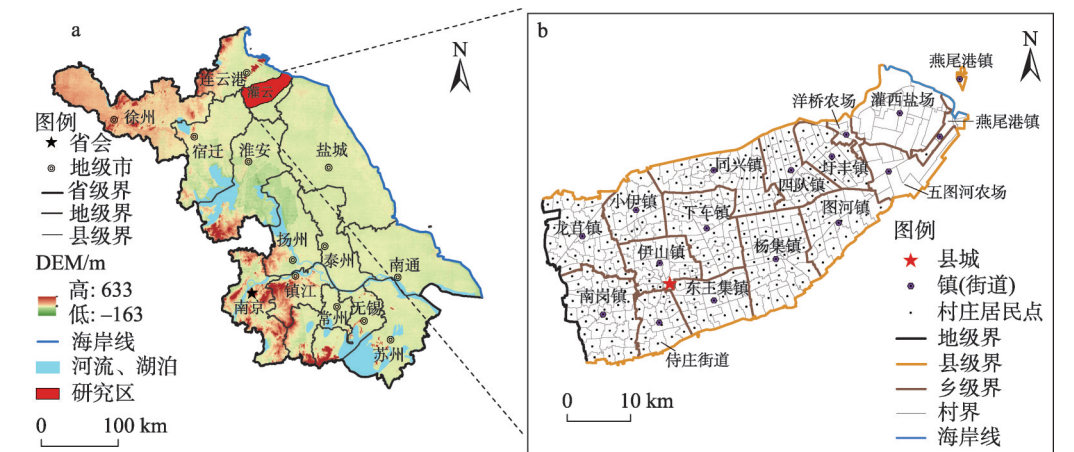 a
N
连云港
灌云
徐州
宿迁
淮安
盐城
扬州
泰州
南通
镇江
南京
常州
无锡
苏州
图例
省会
地级市
省级界
地级界
县级界
DEM/m
高: 633
低: –163
海岸线
河流、湖泊
研究区
0 100 km
b
N
燕尾港镇
洋桥农场
灌西盐场
燕尾港镇
同兴镇
四队镇
圩丰镇
五图河农场
小伊镇
下车镇
图河镇
龙苴镇
伊山镇
杨集镇
南岗镇
东王集镇
侍庄街道
0 10 km
图例
县城
镇(街道)
村庄居民点
地级界
县级界
乡级界
村界
海岸线